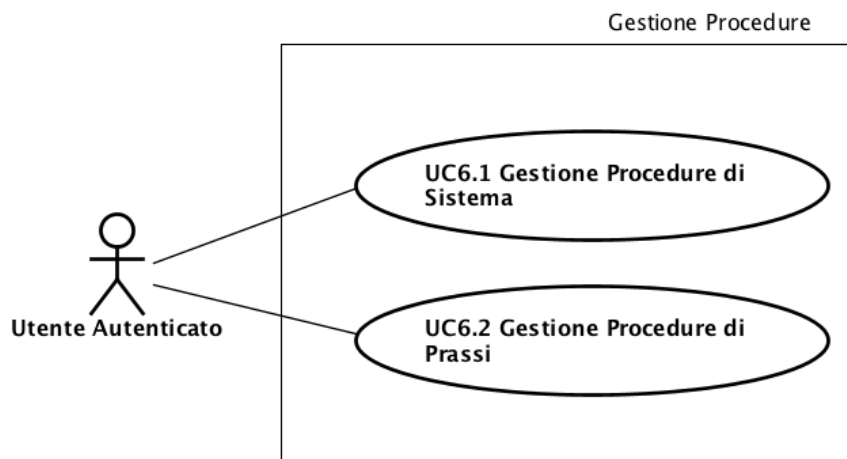 Gestione Procedure
UC6.1 Gestione Procedure di
Sistema
Utente Autenticato
UC6.2 Gestione Procedure di
Prassi